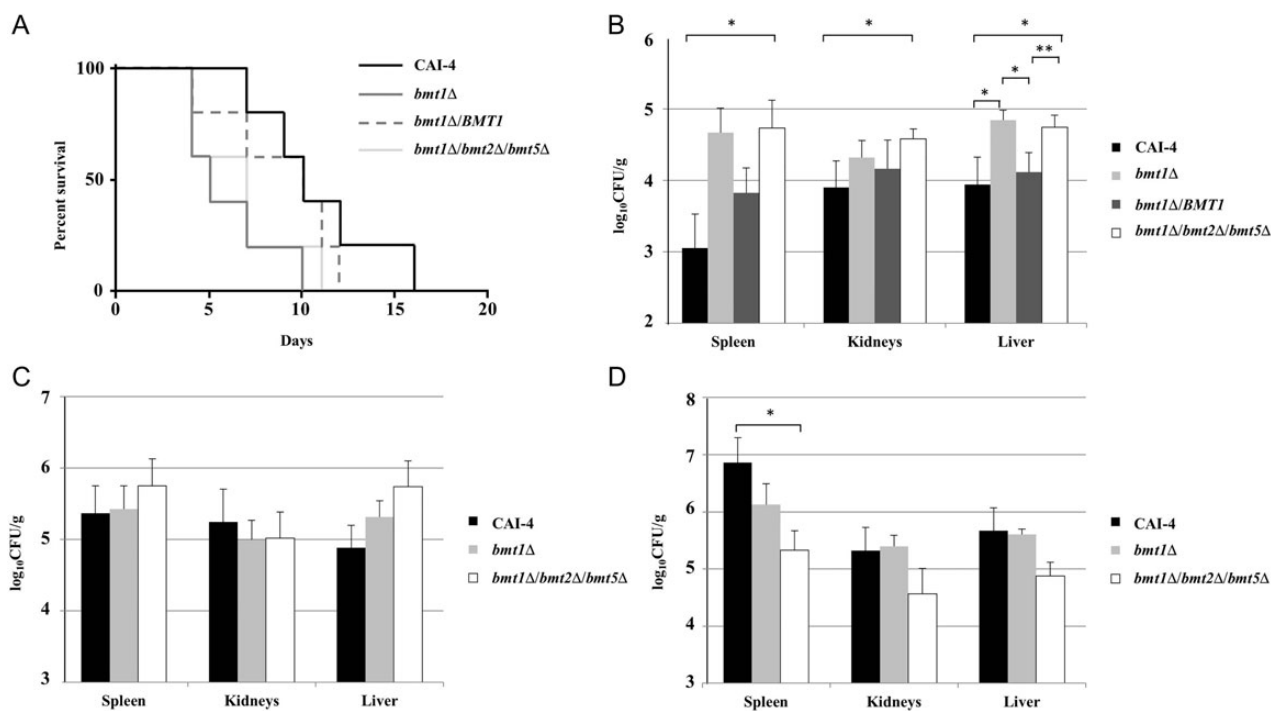 A
Percent survival
100
50
0
0 5 10 15 20
Days
CAI-4
bmt1Δ
bmt1Δ/BMT1
bmt1Δ/bmt2Δ/bmt5Δ
B
log₁₀CFU/g
6
5
4
3
2
* * *
**
*
*
Spleen Kidneys Liver
CAI-4
bmt1Δ
bmt1Δ/BMT1
bmt1Δ/bmt2Δ/bmt5Δ
C
log₁₀CFU/g
7
6
5
4
3
Spleen Kidneys Liver
CAI-4
bmt1Δ
bmt1Δ/bmt2Δ/bmt5Δ
D
log₁₀CFU/g
8
7
6
5
4
3
*
Spleen Kidneys Liver
CAI-4
bmt1Δ
bmt1Δ/bmt2Δ/bmt5Δ